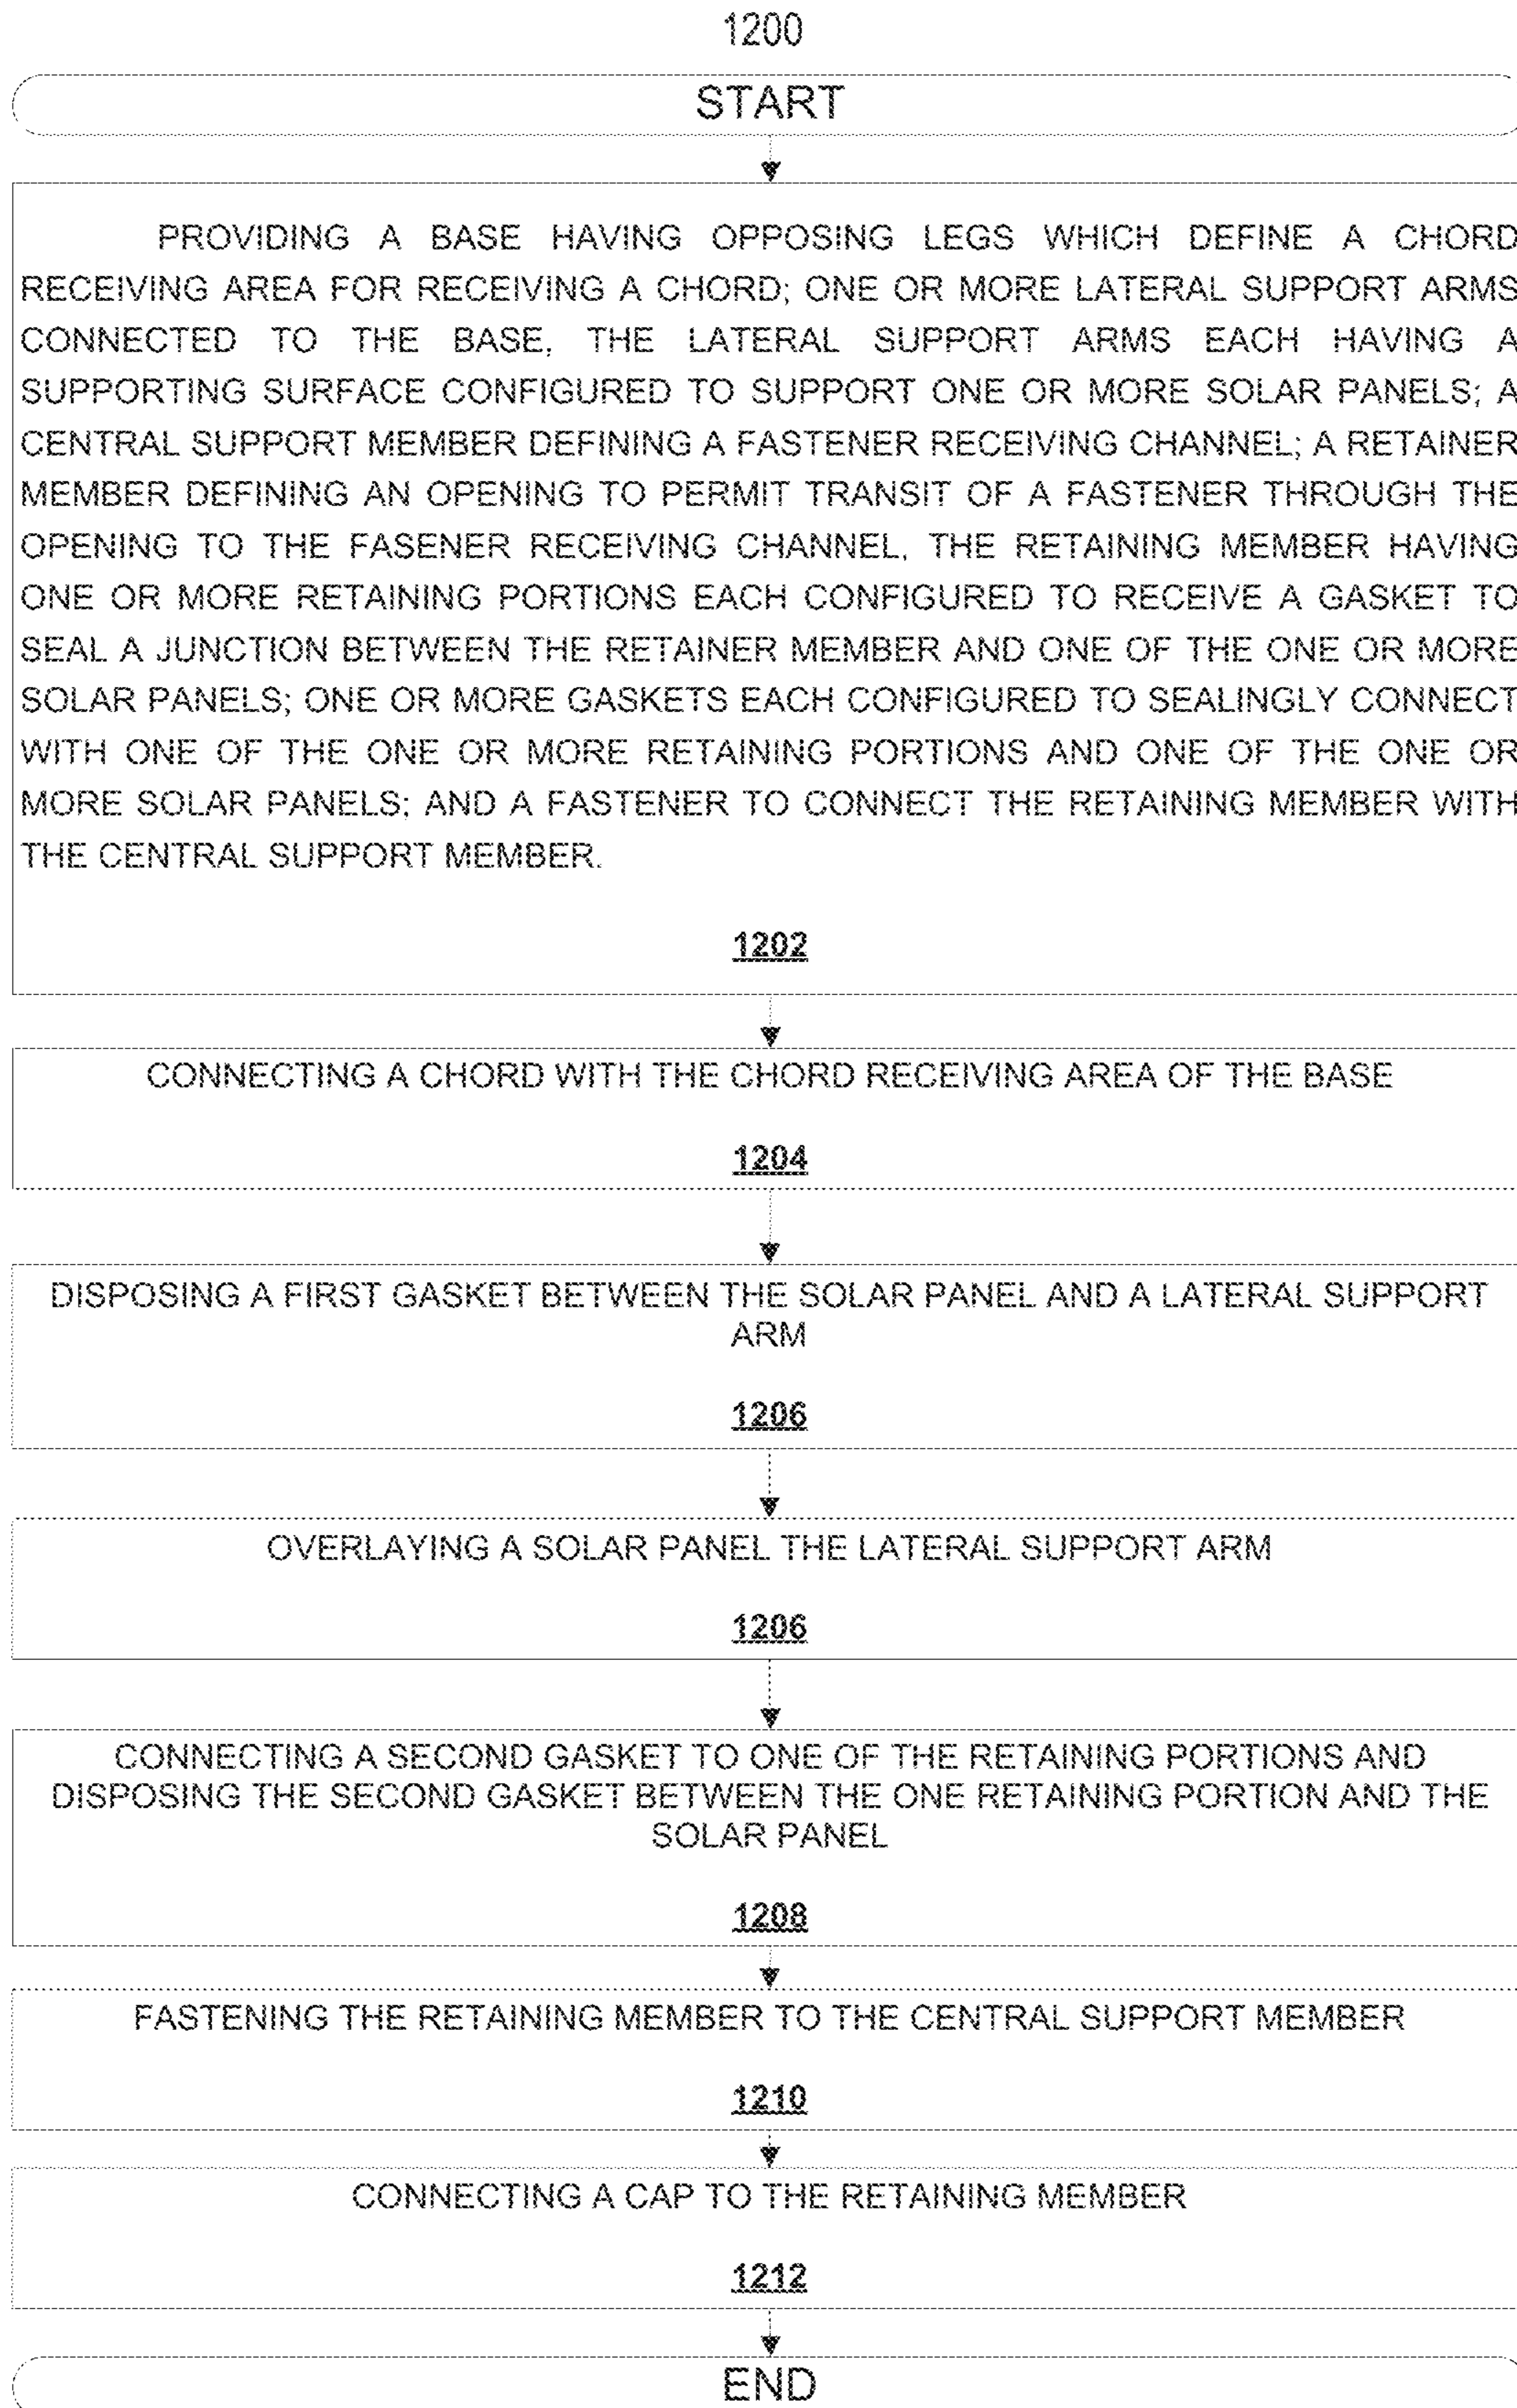 1200
START
PROVIDING A BASE HAVING OPPOSING LEGS WHICH DEFINE A CHORD
RECEIVING AREA FOR RECEIVING A CHORD; ONE OR MORE LATERAL SUPPORT ARMS
CONNECTED TO THE BASE, THE LATERAL SUPPORT ARMS EACH HAVING A
SUPPORTING SURFACE CONFIGURED TO SUPPORT ONE OR MORE SOLAR PANELS; A
CENTRAL SUPPORT MEMBER DEFINING A FASTENER RECEIVING CHANNEL; A RETAINER
MEMBER DEFINING AN OPENING TO PERMIT TRANSIT OF A FASTENER THROUGH THE
OPENING TO THE FASENER RECEIVING CHANNEL, THE RETAINING MEMBER HAVING
ONE OR MORE RETAINING PORTIONS EACH CONFIGURED TO RECEIVE A GASKET TO
SEAL A JUNCTION BETWEEN THE RETAINER MEMBER AND ONE OF THE ONE OR MORE
SOLAR PANELS; ONE OR MORE GASKETS EACH CONFIGURED TO SEALINGLY CONNECT
WITH ONE OF THE ONE OR MORE RETAINING PORTIONS AND ONE OF THE ONE OR
MORE SOLAR PANELS; AND A FASTENER TO CONNECT THE RETAINING MEMBER WITH
THE CENTRAL SUPPORT MEMBER.
1202
CONNECTING A CHORD WITH THE CHORD RECEIVING AREA OF THE BASE
1204
DISPOSING A FIRST GASKET BETWEEN THE SOLAR PANEL AND A LATERAL SUPPORT
ARM
1206
OVERLAYING A SOLAR PANEL THE LATERAL SUPPORT ARM
1206
CONNECTING A SECOND GASKET TO ONE OF THE RETAINING PORTIONS AND
DISPOSING THE SECOND GASKET BETWEEN THE ONE RETAINING PORTION AND THE
SOLAR PANEL
1208
FASTENING THE RETAINING MEMBER TO THE CENTRAL SUPPORT MEMBER
1210
CONNECTING A CAP TO THE RETAINING MEMBER
1212
END